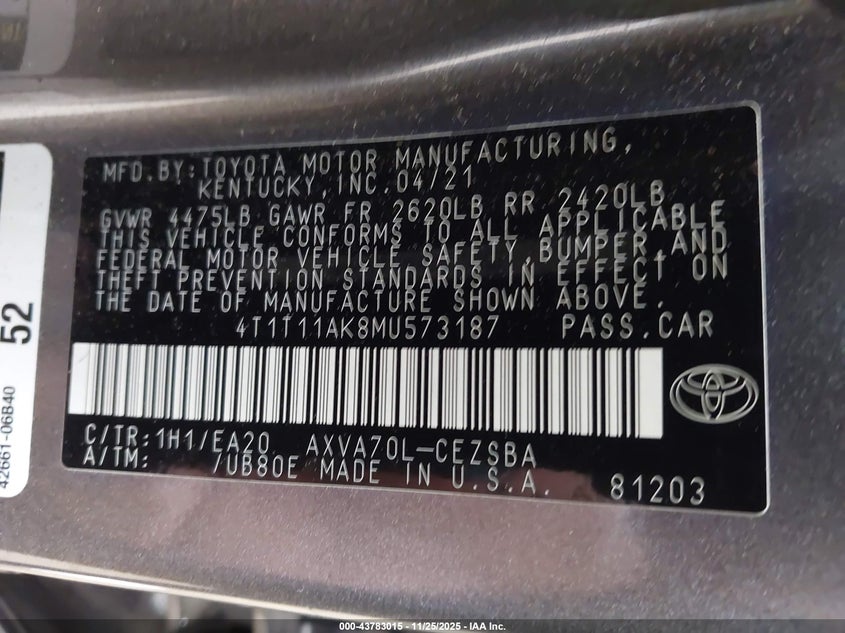 MFD.BY:TOYOTA MOTOR MANUFACTURING,
KENTUCKY, INC.04/21
GVWR 4475LB GAWR FR 2620LB RR 2420LB
THIS VEHICLE CONFORMS TO ALL APPLICABLE
FEDERAL MOTOR VEHICLE SAFETY,BUMPER,AND
THEFT PREVENTION STANDARDS IN EFFECT ON
THE DATE OF MANUFACTURE SHOWN ABOVE.
4T1T11AK8MU573187 PASS.CAR
C/TR:1H1/EA20 AXVA70L-CEZSBA
A/TM: /UB80E MADE IN U.S.A. 81203
52
42661-06B40
000-43783015 - 11/25/2025 - IAA Inc.